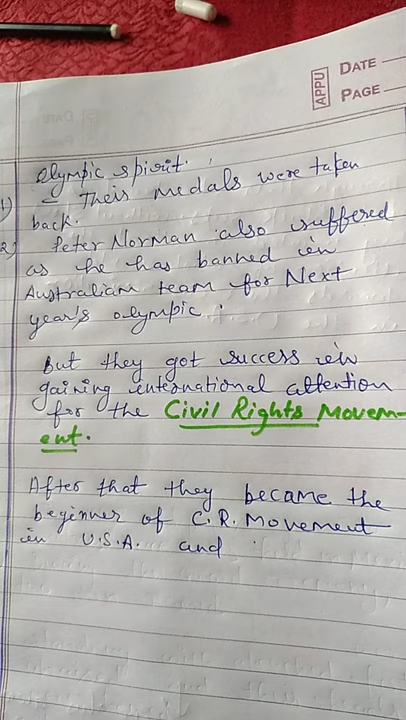 APPU
DATE
PAGE
Olympic spirit.
1) - Their medals were taken
back.
2) Peter Norman also suffered
as he has banned in
Australian team for Next
year's olympic.
But they got success in
gaining international attention
for the Civil Rights Movem-
ent.
After that they became the
beginner of C.R. Movement
in U.S.A. and